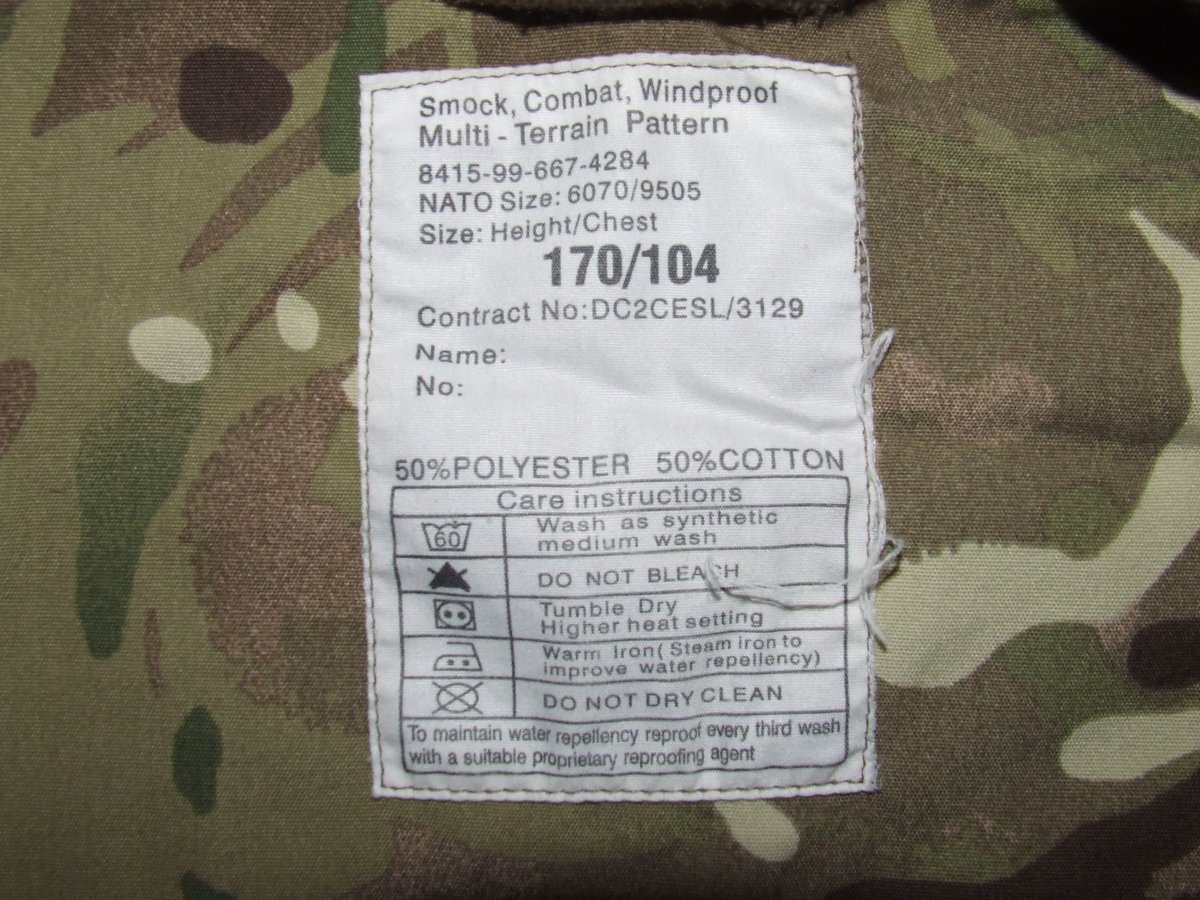 Smock, Combat, Windproof
Multi - Terrain Pattern
8415-99-667-4284
NATO Size: 6070/9505
Size: Height/Chest
170/104
Contract No:DC2CESL/3129
Name:
No:
50%POLYESTER 50%COTTON
Care instructions
60
Wash as synthetic
medium wash
DO NOT BLEACH
Tumble Dry
Higher heat setting
Warm Iron( Steam iron to
improve water repellency)
DO NOT DRY CLEAN
To maintain water repellency reproof every third wash
with a suitable proprietary reproofing agent